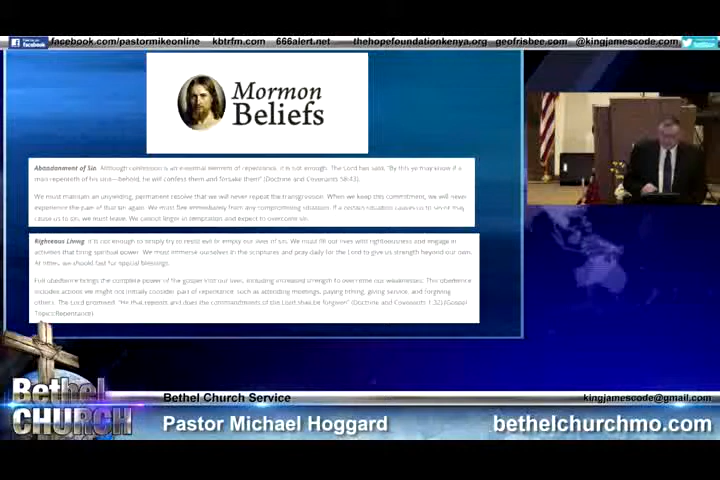 facebook.com/pastormikeonline kbtrfm.com 666alert.net thehopefoundationkenya.org geofrisbee.com @kingjamescode.com
Mormon
Beliefs
Abandonment of Sin. Although confession is an essential element of repentance, it is not enough. The Lord has said, "By this ye may know if a
man repenteth of his sins—behold, he will confess them and forsake them" (Doctrine and Covenants 58:43).
We must maintain an unyielding, permanent resolve that we will never repeat the transgression. When we keep this commitment, we will never
experience the pain of that sin again. We must flee immediately from any compromising situation. If a certain situation causes us to sin or may
cause us to sin, we must leave. We cannot linger in temptation and expect to overcome sin.
Righteous Living. It is not enough to simply try to resist evil or empty our lives of sin. We must fill our lives with righteousness and engage in
activities that bring spiritual power. We must immerse ourselves in the scriptures and pray daily for the Lord to give us strength beyond our own.
At times, we should fast for special blessings.
Full obedience brings the complete power of the gospel into our lives, including increased strength to overcome our weaknesses. This obedience
includes actions we might not initially consider part of repentance, such as attending meetings, paying tithing, giving service, and forgiving
others. The Lord promised, "He that repents and does the commandments of the Lord shall be forgiven" (Doctrine and Covenants 1:32) (Gospel
Topics:Repentance)
Bethel
CHURCH
Bethel Church Service
kingjamescode@gmail.com
Pastor Michael Hoggard
bethelchurchmo.com